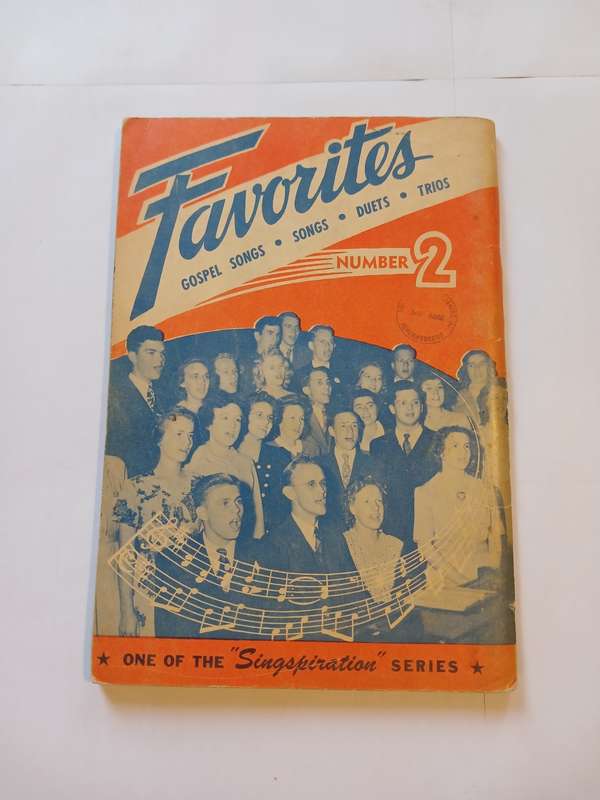 Favorites
GOSPEL SONGS • SONGS • DUETS • TRIOS
NUMBER 2
★ ONE OF THE "Singspiration" SERIES ★